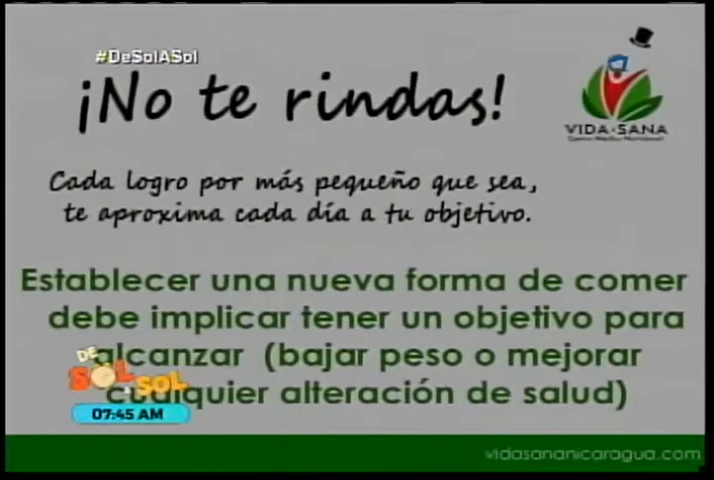 #DeSolASol
¡No te rindas!
VIDA SANA
Cada logro por más pequeño que sea,
te aproxima cada día a tu objetivo.
Establecer una nueva forma de comer
debe implicar tener un objetivo para
alcanzar (bajar peso o mejorar
cualquier alteración de salud)
DE
SOL
A
SOL
07:45 AM
vidasananicaragua.com